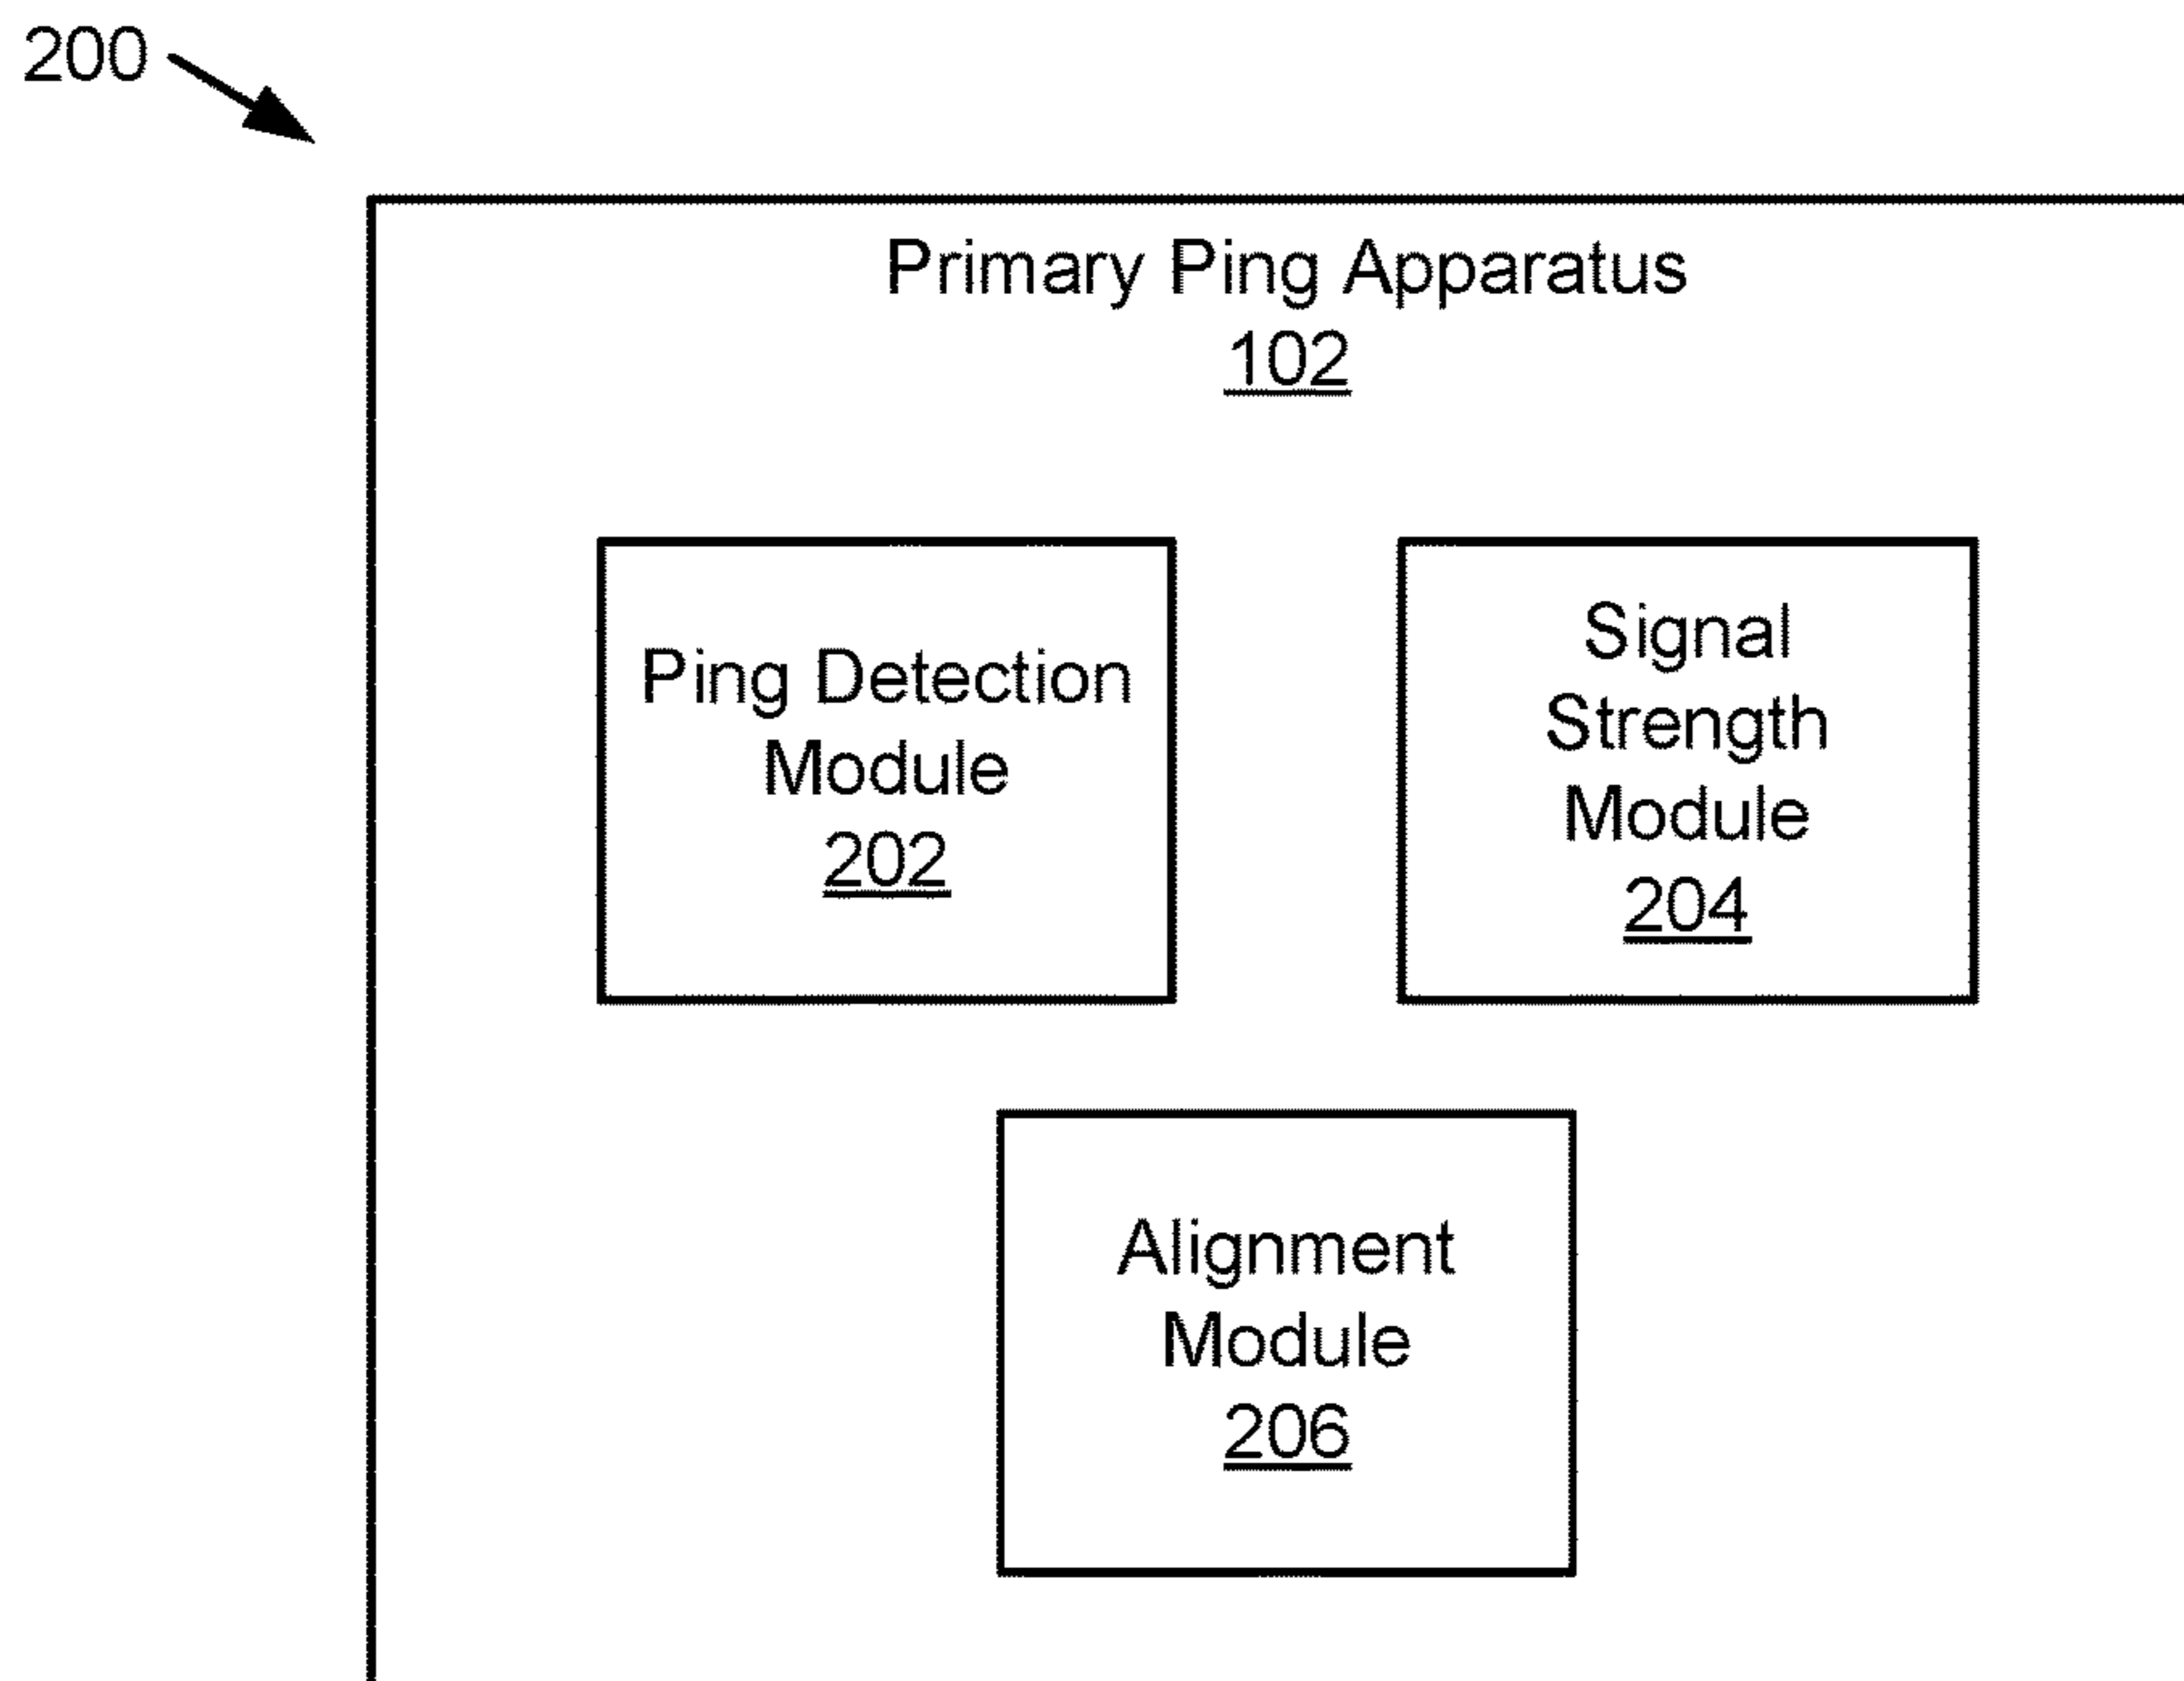 200
Primary Ping Apparatus
102
Ping Detection
Module
202
Signal
Strength
Module
204
Alignment
Module
206